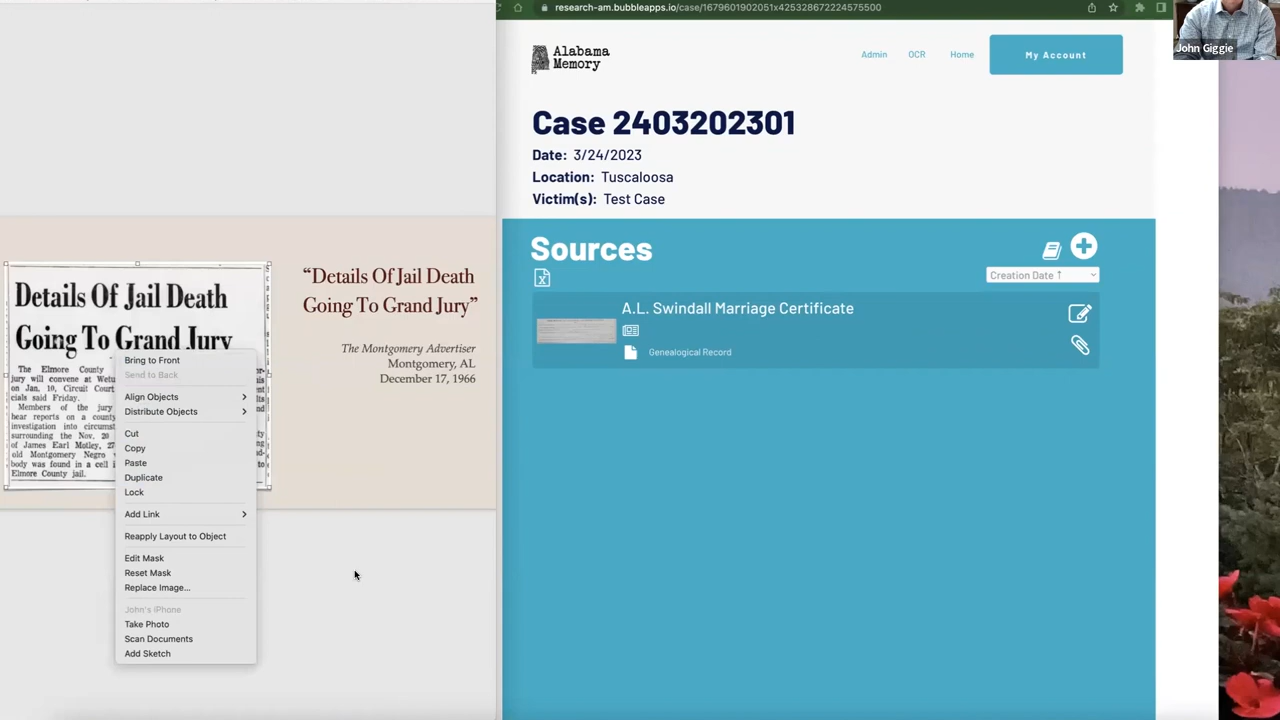 research-am.bubbleapps.io/case/1679601902051x425328672224575500
John Giggie
Alabama
Memory
Admin
OCR
Home
My Account
Case 2403202301
Date: 3/24/2023
Location: Tuscaloosa
Victim(s): Test Case
Sources
Creation Date ↑
A.L. Swindall Marriage Certificate
Genealogical Record
Details Of Jail Death
Going To Grand Jury
The Elmore County
jury will convene at Wetu
on Jan. 10, Circuit Court
cials said Friday.
Members of the jury
hear reports on a county
investigation into circumst
surrounding the Nov. 20
of James Earl Motley, 27
old Montgomery Negro
body was found in a cell i
Elmore County jail.
“Details Of Jail Death
Going To Grand Jury”
The Montgomery Advertiser
Montgomery, AL
December 17, 1966
Bring to Front
Send to Back
Align Objects
Distribute Objects
Cut
Copy
Paste
Duplicate
Lock
Add Link
Reapply Layout to Object
Edit Mask
Reset Mask
Replace Image...
John's iPhone
Take Photo
Scan Documents
Add Sketch